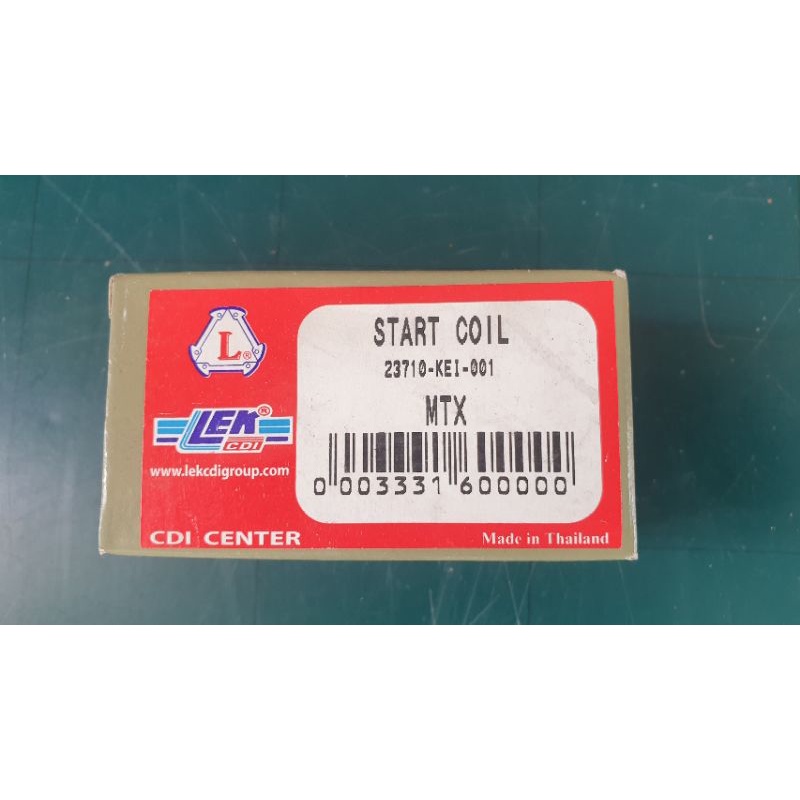 L®
LEK®
CDI
www.lekcdigroup.com
CDI CENTER
START COIL
23710-KEI-001
MTX
0 003331 600000
Made in Thailand